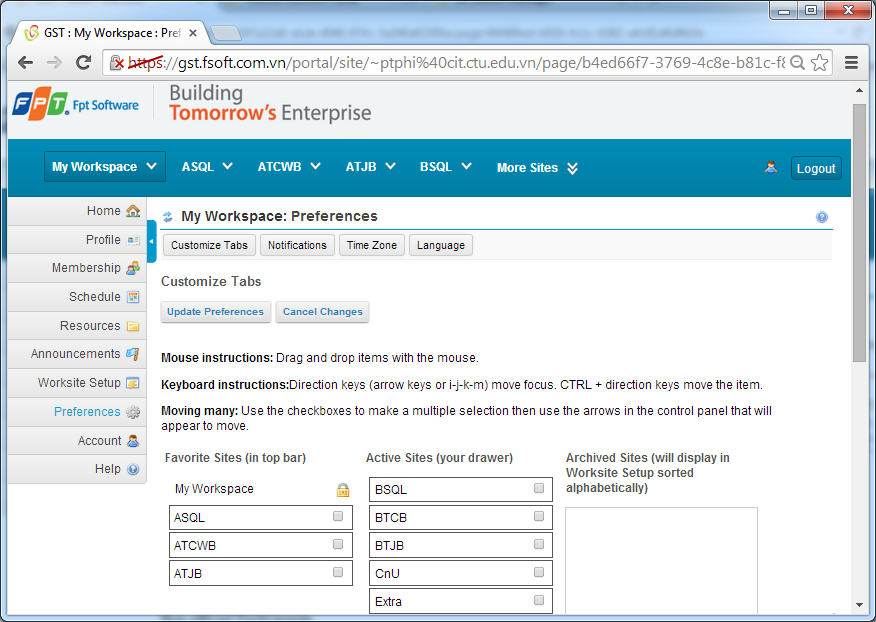 GST : My Workspace : Pref
https://gst.fsoft.com.vn/portal/site/~ptphi%40cit.ctu.edu.vn/page/b4ed66f7-3769-4c8e-b81c-f8
FPT Fpt Software
Building
Tomorrow's Enterprise
My Workspace ASQL ATCWB ATJB BSQL More Sites Logout
Home
Profile
Membership
Schedule
Resources
Announcements
Worksite Setup
Preferences
Account
Help
My Workspace: Preferences
Customize Tabs Notifications Time Zone Language
Customize Tabs
Update Preferences Cancel Changes
Mouse instructions: Drag and drop items with the mouse.
Keyboard instructions:Direction keys (arrow keys or i-j-k-m) move focus. CTRL + direction keys move the item.
Moving many: Use the checkboxes to make a multiple selection then use the arrows in the control panel that will
appear to move.
Favorite Sites (in top bar)
My Workspace
ASQL
ATCWB
ATJB
Active Sites (your drawer)
BSQL
BTCB
BTJB
CnU
Extra
Archived Sites (will display in
Worksite Setup sorted
alphabetically)